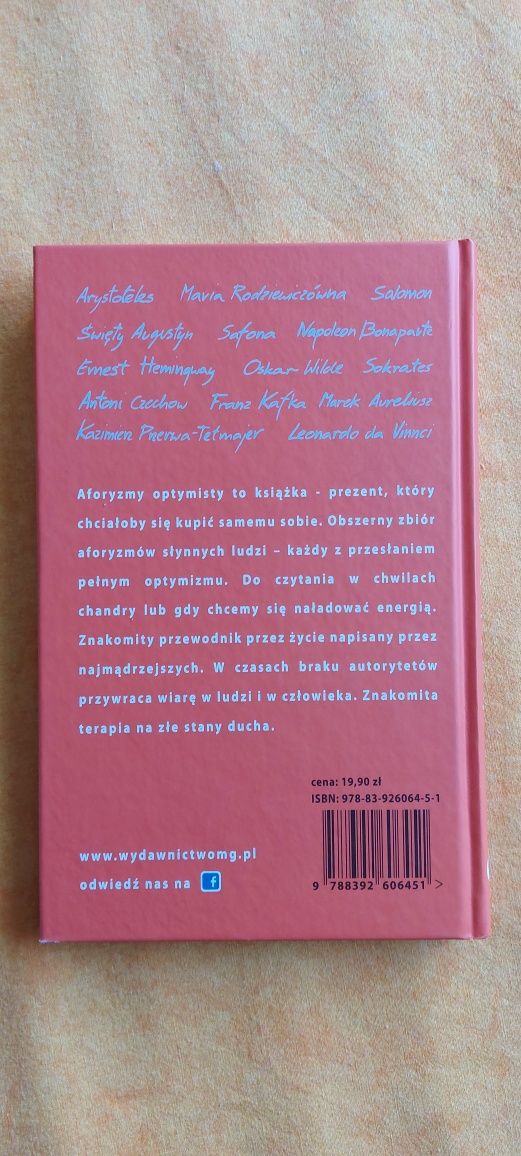 Arystoteles Maria Rodziewiczówna Salomon
Święty Augustyn Safona Napoleon Bonaparte
Ernest Hemingway Oskar Wilde Sokrates
Antoni Czechow Franz Kafka Marek Aureliusz
Kazimierz Przerwa-Tetmajer Leonardo da Vinnci
Aforyzmy optymisty to książka - prezent, który
chciałoby się kupić samemu sobie. Obszerny zbiór
aforyzmów słynnych ludzi – każdy z przesłaniem
pełnym optymizmu. Do czytania w chwilach
chandry lub gdy chcemy się naładować energią.
Znakomity przewodnik przez życie napisany przez
najmądrzejszych. W czasach braku autorytetów
przywraca wiarę w ludzi i w człowieka. Znakomita
terapia na złe stany ducha.
cena: 19,90 zł
ISBN: 978-83-926064-5-1
www.wydawnictwomg.pl
odwiedź nas na f
9 788392 606451 >